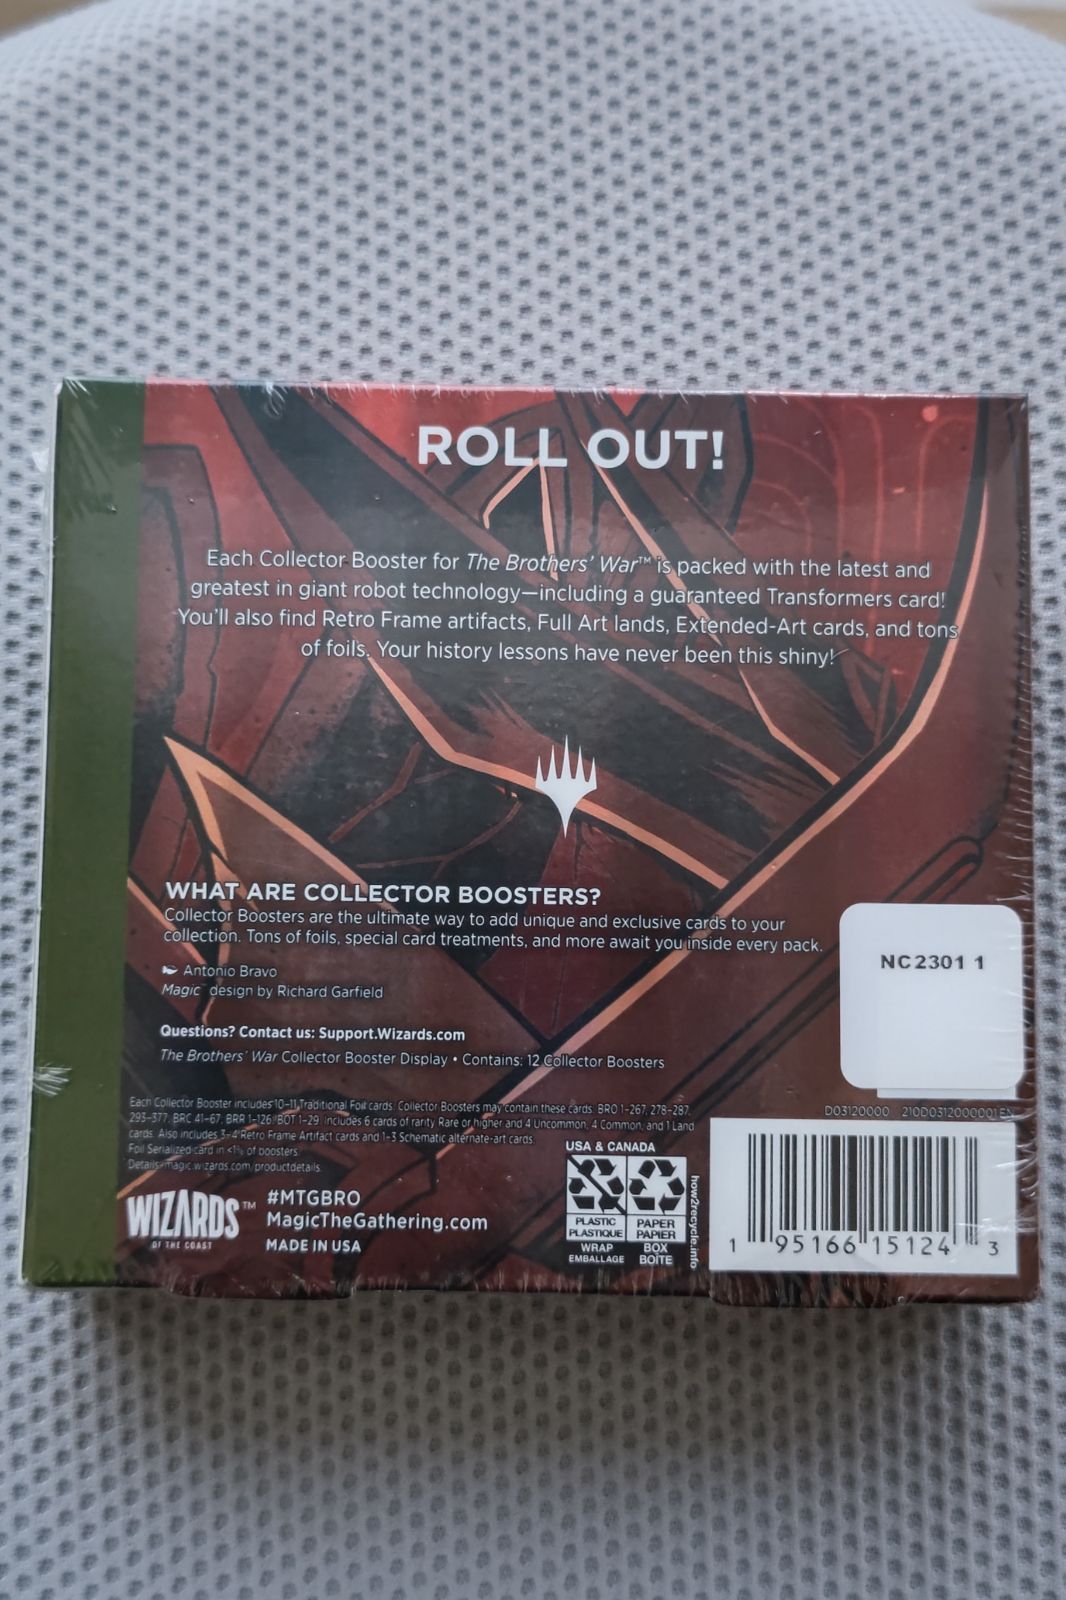 ROLL OUT!
Each Collector Booster for The Brothers' War™ is packed with the latest and
greatest in giant robot technology—including a guaranteed Transformers card!
You'll also find Retro Frame artifacts, Full Art lands, Extended-Art cards, and tons
of foils. Your history lessons have never been this shiny!
WHAT ARE COLLECTOR BOOSTERS?
Collector Boosters are the ultimate way to add unique and exclusive cards to your
collection. Tons of foils, special card treatments, and more await you inside every pack.
Antonio Bravo
Magic™ design by Richard Garfield
Questions? Contact us: Support.Wizards.com
The Brothers' War Collector Booster Display • Contains: 12 Collector Boosters
Each Collector Booster includes 10–11 Traditional Foil cards. Collector Boosters may contain these cards: BRO 1–267, 278–287,
293–377, BRC 41–67, BRR 1–126, BOT 1–29. Includes 6 cards of rarity Rare or higher and 4 Uncommon, 4 Common, and 1 Land
cards. Also includes 3–4 Retro Frame Artifact cards and 1–3 Schematic alternate-art cards.
Foil Serialized card in <1% of boosters.
Details: magic.wizards.com/productdetails.
WIZARDS™
OF THE COAST
#MTGBRO
MagicTheGathering.com
MADE IN USA
USA & CANADA
PLASTIC
PLASTIQUE
WRAP
EMBALLAGE
PAPER
PAPIER
BOX
BOÎTE
how2recycle.info
NC2301 1
D03120000 210D0312000001EN
1 95166 15124 3